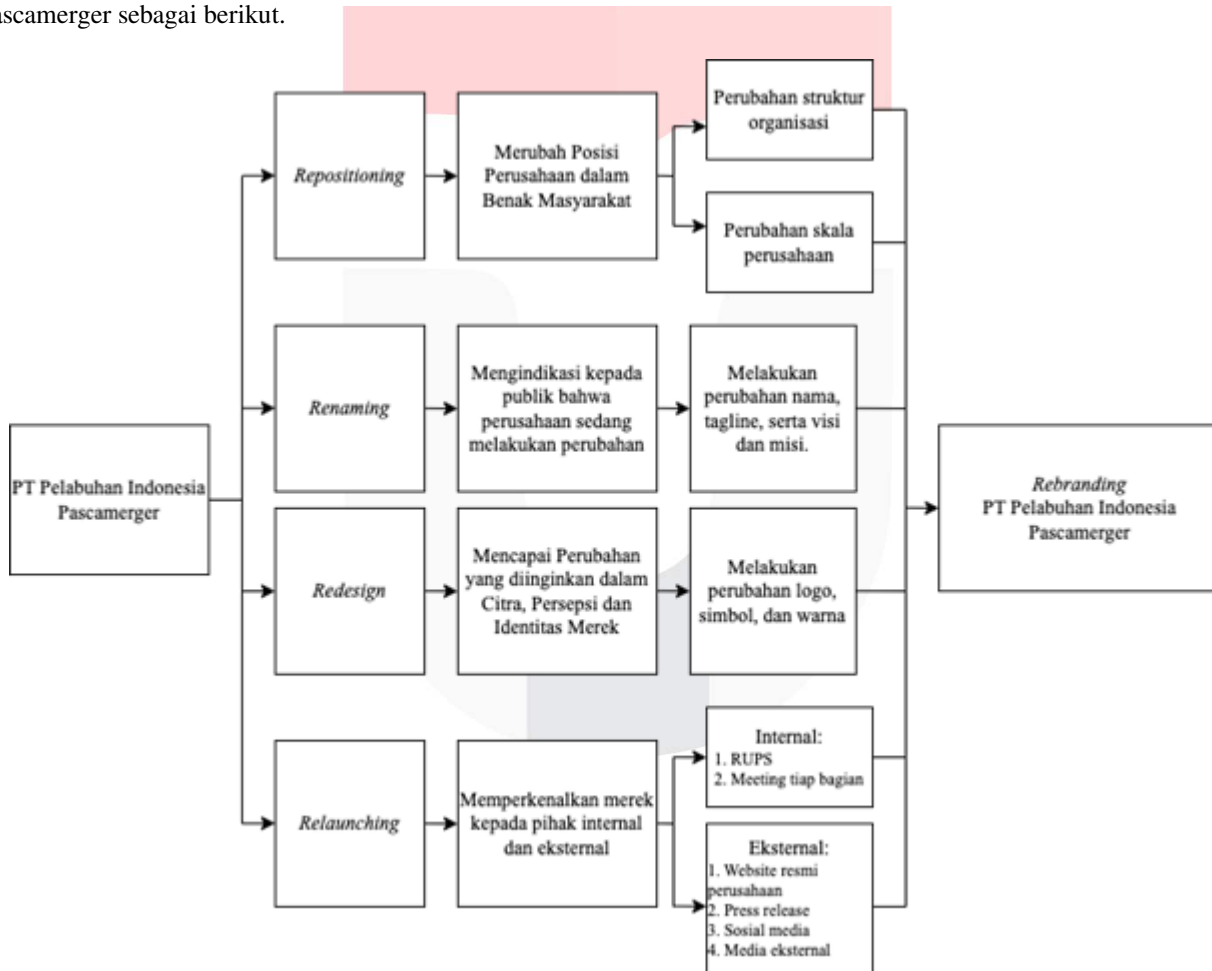 ascamerger sebagai berikut.
Perubahan struktur
organisasi
Repositioning
Merubah Posisi
Perusahaan dalam
Benak Masyarakat
Perubahan skala
perusahaan
Renaming
Mengindikasi kepada
publik bahwa
perusahaan sedang
melakukan perubahan
Melakukan
perubahan nama,
tagline, serta visi
dan misi.
PT Pelabuhan Indonesia
Pascamerger
Rebranding
PT Pelabuhan Indonesia
Pascamerger
Redesign
Mencapai Perubahan
yang diinginkan dalam
Citra, Persepsi dan
Identitas Merek
Melakukan
perubahan logo,
simbol, dan warna
Relaunching
Memperkenalkan merek
kepada pihak internal
dan eksternal
Internal:
1. RUPS
2. Meeting tiap bagian
Eksternal:
1. Website resmi
perusahaan
2. Press release
3. Sosial media
4. Media eksternal